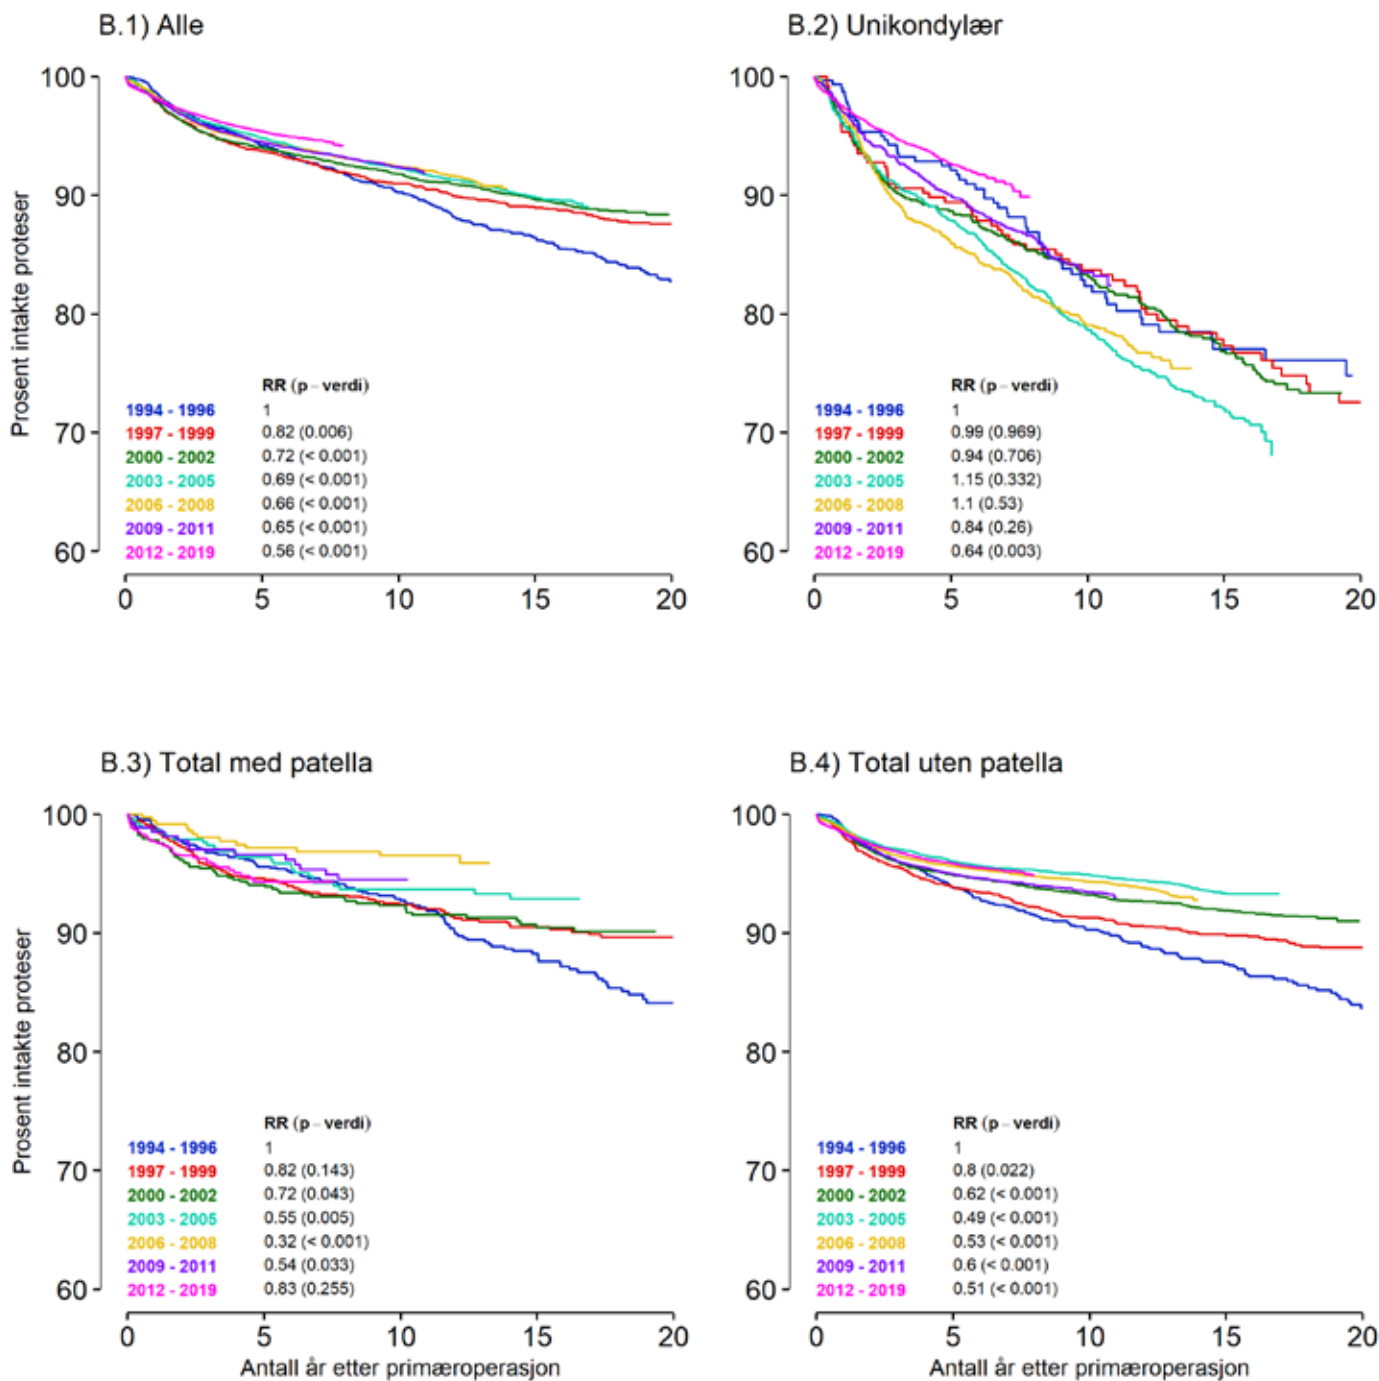 B.1) Alle
Prosent intakte proteser
100
90
80
70
60
RR (p – verdi)
1994 - 1996 1
1997 - 1999 0.82 (0.006)
2000 - 2002 0.72 (< 0.001)
2003 - 2005 0.69 (< 0.001)
2006 - 2008 0.66 (< 0.001)
2009 - 2011 0.65 (< 0.001)
2012 - 2019 0.56 (< 0.001)
0 5 10 15 20
B.2) Unikondylær
100
90
80
70
60
RR (p – verdi)
1994 - 1996 1
1997 - 1999 0.99 (0.969)
2000 - 2002 0.94 (0.706)
2003 - 2005 1.15 (0.332)
2006 - 2008 1.1 (0.53)
2009 - 2011 0.84 (0.26)
2012 - 2019 0.64 (0.003)
0 5 10 15 20
B.3) Total med patella
Prosent intakte proteser
100
90
80
70
60
RR (p – verdi)
1994 - 1996 1
1997 - 1999 0.82 (0.143)
2000 - 2002 0.72 (0.043)
2003 - 2005 0.55 (0.005)
2006 - 2008 0.32 (< 0.001)
2009 - 2011 0.54 (0.033)
2012 - 2019 0.83 (0.255)
0 5 10 15 20
Antall år etter primæroperasjon
B.4) Total uten patella
100
90
80
70
60
RR (p – verdi)
1994 - 1996 1
1997 - 1999 0.8 (0.022)
2000 - 2002 0.62 (< 0.001)
2003 - 2005 0.49 (< 0.001)
2006 - 2008 0.53 (< 0.001)
2009 - 2011 0.6 (< 0.001)
2012 - 2019 0.51 (< 0.001)
0 5 10 15 20
Antall år etter primæroperasjon